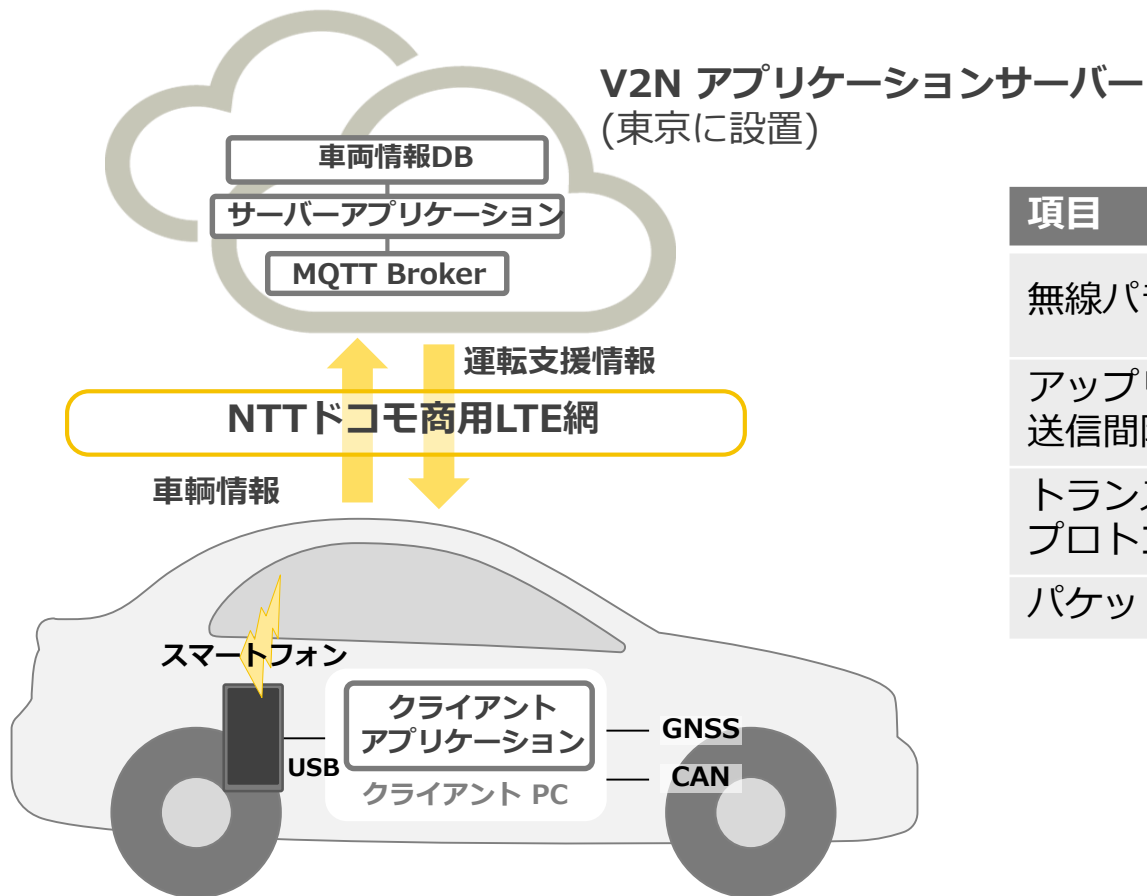 V2N アプリケーションサーバー
(東京に設置)
車両情報DB
サーバーアプリケーション
MQTT Broker
運転支援情報
NTTドコモ商用LTE網
車輌情報
スマートフォン
クライアント
アプリケーション
USB
クライアント PC
GNSS
CAN
項目
無線パ
アップ
送信間
トラン
プロト
パケッ